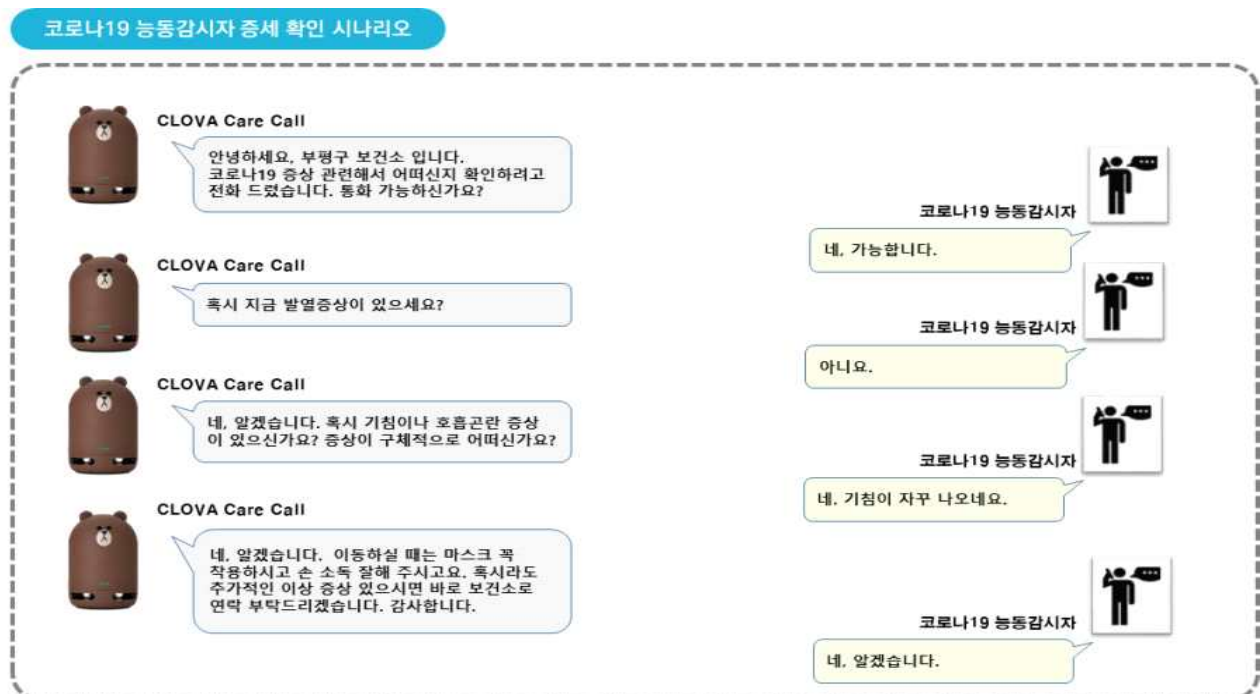 코로나19 능동감시자 증세 확인 시나리오
CLOVA Care Call
안녕하세요, 부평구 보건소 입니다.
코로나19 증상 관련해서 어떠신지 확인하려고
전화 드렸습니다. 통화 가능하신가요?
코로나19 능동감시자
네, 가능합니다.
CLOVA Care Call
혹시 지금 발열증상이 있으세요?
코로나19 능동감시자
아니요.
CLOVA Care Call
네, 알겠습니다. 혹시 기침이나 호흡곤란 증상
이 있으신가요? 증상이 구체적으로 어떠신가요?
코로나19 능동감시자
네. 기침이 자꾸 나오네요.
CLOVA Care Call
네, 알겠습니다. 이동하실 때는 마스크 꼭
착용하시고 손 소독 잘해 주시고요. 혹시라도
추가적인 이상 증상 있으시면 바로 보건소로
연락 부탁드리겠습니다. 감사합니다.
코로나19 능동감시자
네, 알겠습니다.